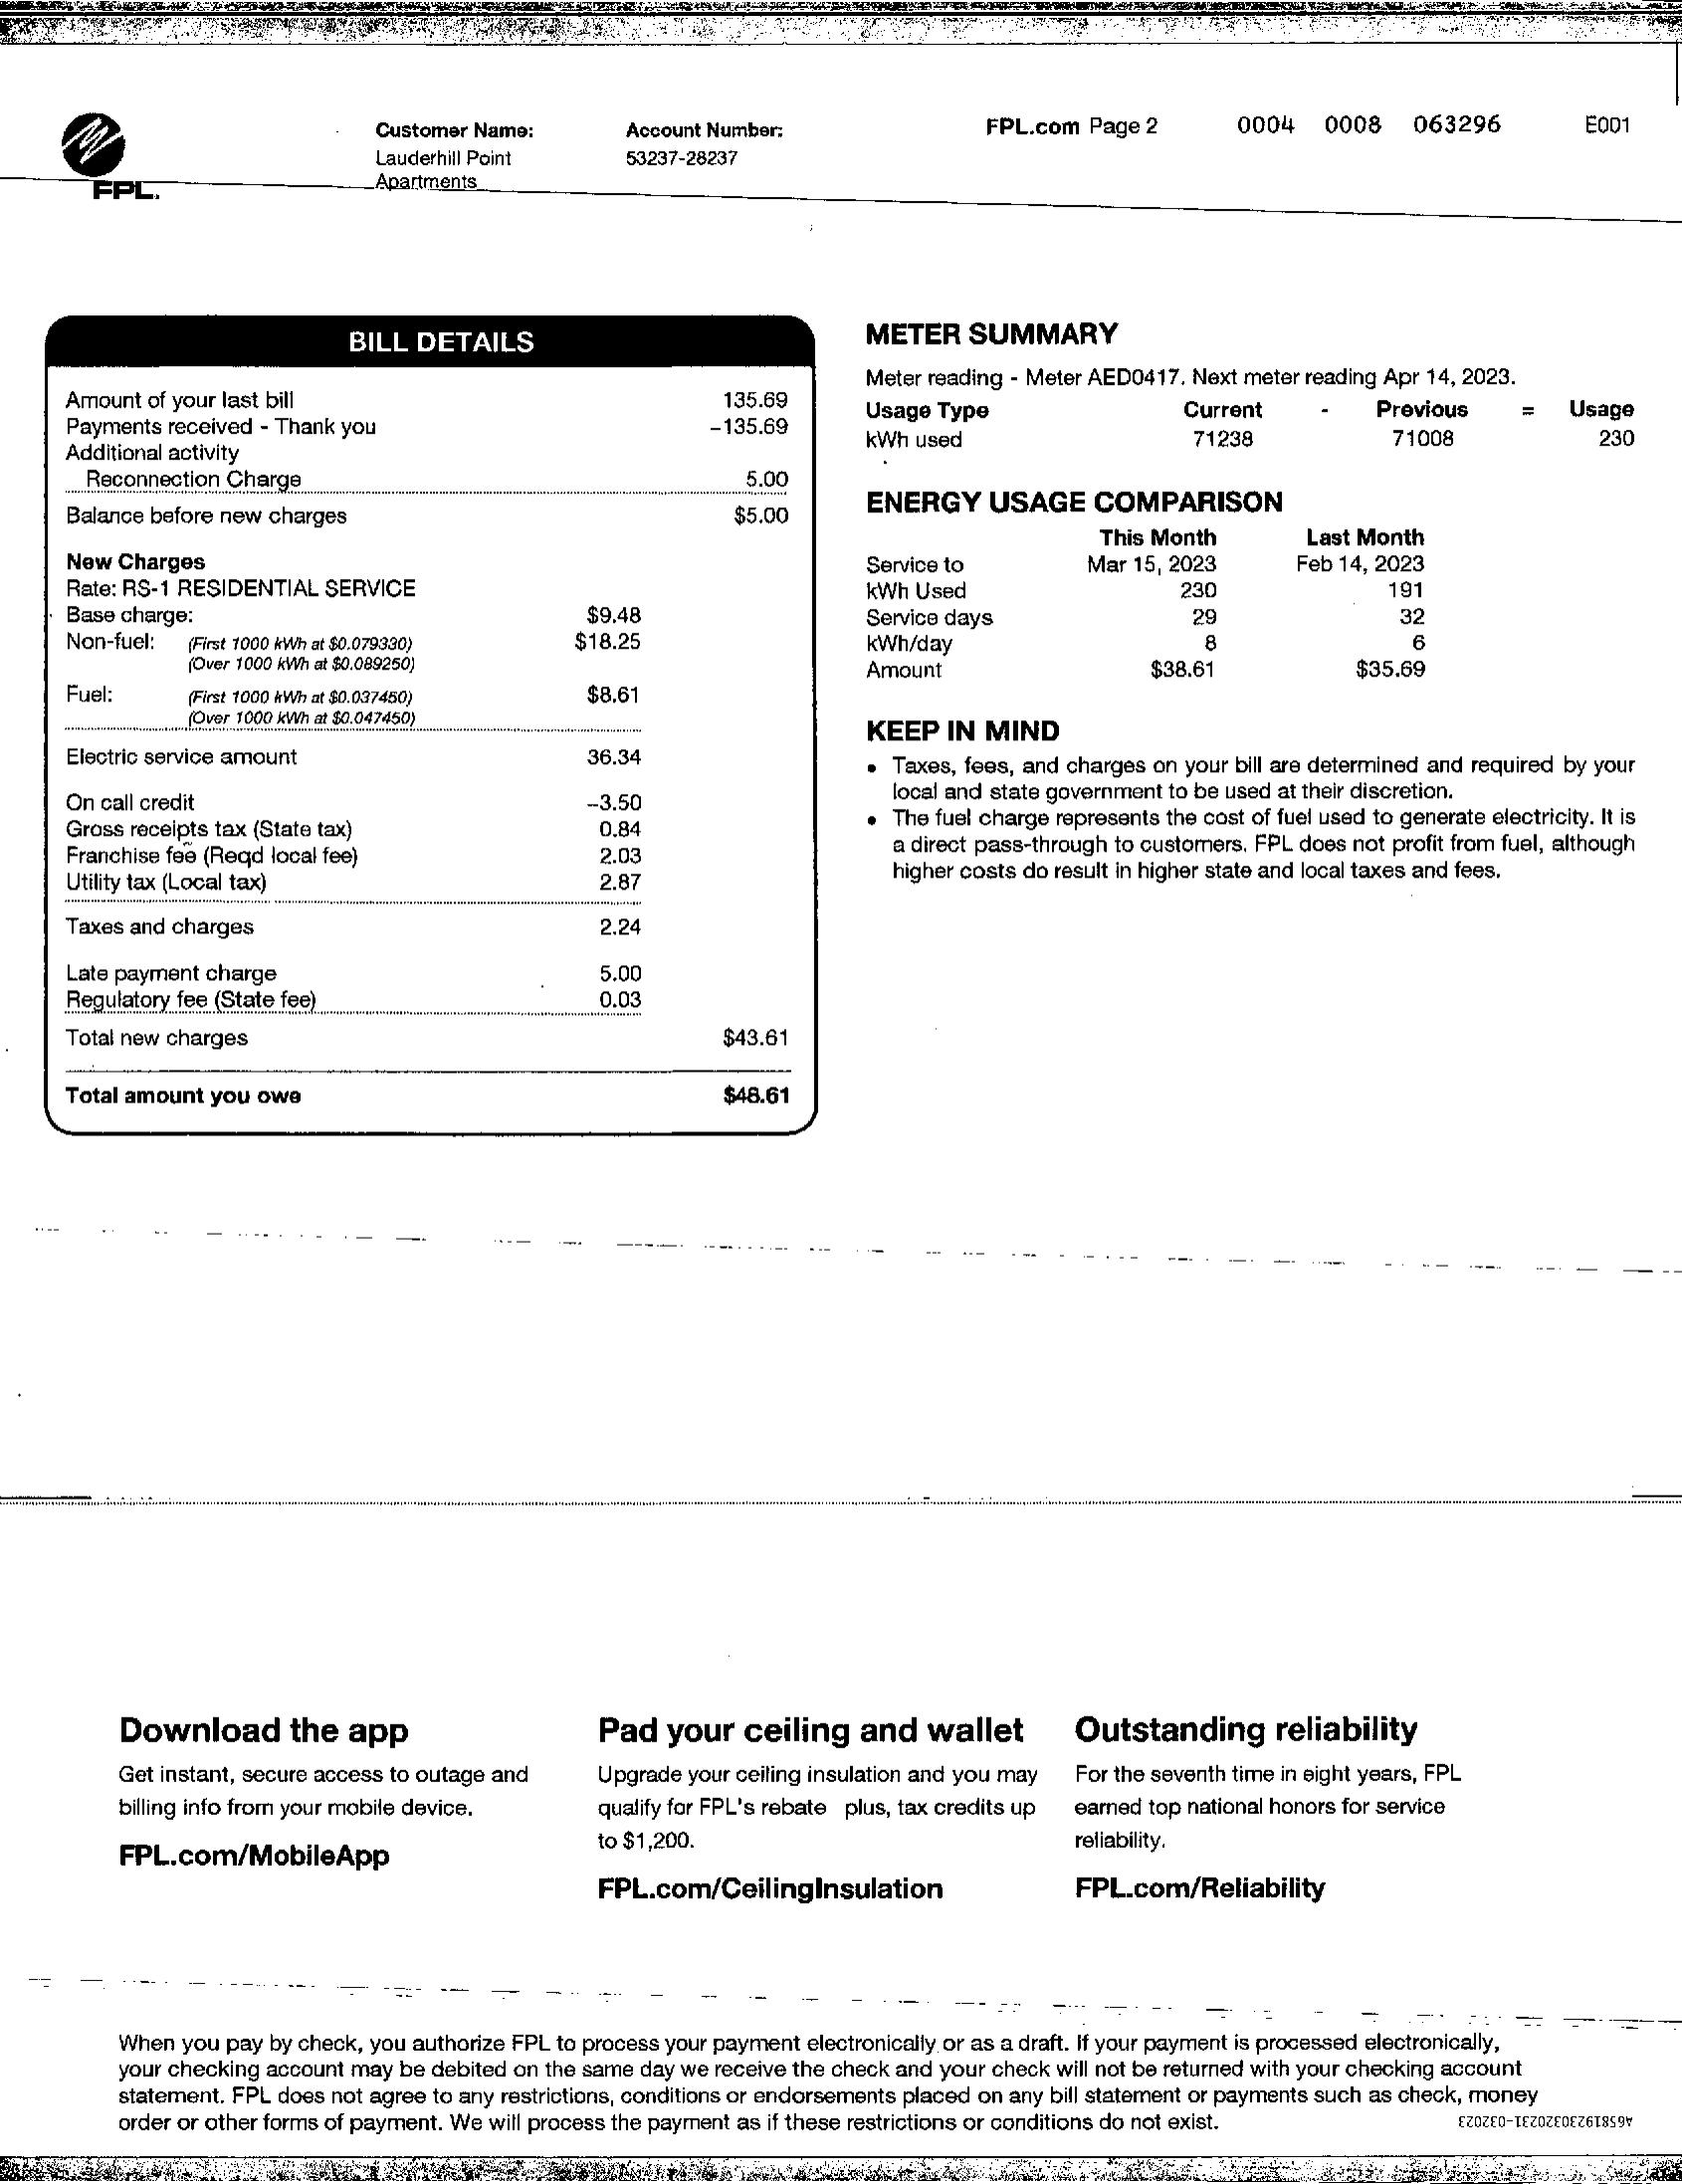 FPL.
Customer Name:
Lauderhill Point
Apartments
Account Number:
53237-28237
FPL.com Page 2
0004 0008 063296
E001
BILL DETAILS
Amount of your last bill 135.69
Payments received - Thank you -135.69
Additional activity
Reconnection Charge 5.00
Balance before new charges $5.00
New Charges
Rate: RS-1 RESIDENTIAL SERVICE
Base charge: $9.48
Non-fuel: (First 1000 kWh at $0.079330) $18.25
(Over 1000 kWh at $0.089250)
Fuel: (First 1000 kWh at $0.037450) $8.61
(Over 1000 kWh at $0.047450)
Electric service amount 36.34
On call credit -3.50
Gross receipts tax (State tax) 0.84
Franchise fee (Reqd local fee) 2.03
Utility tax (Local tax) 2.87
Taxes and charges 2.24
Late payment charge 5.00
Regulatory fee (State fee) 0.03
Total new charges $43.61
Total amount you owe $48.61
METER SUMMARY
Meter reading - Meter AED0417. Next meter reading Apr 14, 2023.
Usage Type Current - Previous = Usage
kWh used 71238 71008 230
ENERGY USAGE COMPARISON
This Month Last Month
Service to Mar 15, 2023 Feb 14, 2023
kWh Used 230 191
Service days 29 32
kWh/day 8 6
Amount $38.61 $35.69
KEEP IN MIND
• Taxes, fees, and charges on your bill are determined and required by your
local and state government to be used at their discretion.
• The fuel charge represents the cost of fuel used to generate electricity. It is
a direct pass-through to customers. FPL does not profit from fuel, although
higher costs do result in higher state and local taxes and fees.
Download the app
Get instant, secure access to outage and
billing info from your mobile device.
FPL.com/MobileApp
Pad your ceiling and wallet
Upgrade your ceiling insulation and you may
qualify for FPL's rebate plus, tax credits up
to $1,200.
FPL.com/CeilingInsulation
Outstanding reliability
For the seventh time in eight years, FPL
earned top national honors for service
reliability.
FPL.com/Reliability
When you pay by check, you authorize FPL to process your payment electronically or as a draft. If your payment is processed electronically,
your checking account may be debited on the same day we receive the check and your check will not be returned with your checking account
statement. FPL does not agree to any restrictions, conditions or endorsements placed on any bill statement or payments such as check, money
order or other forms of payment. We will process the payment as if these restrictions or conditions do not exist.
A65819230320231-032023